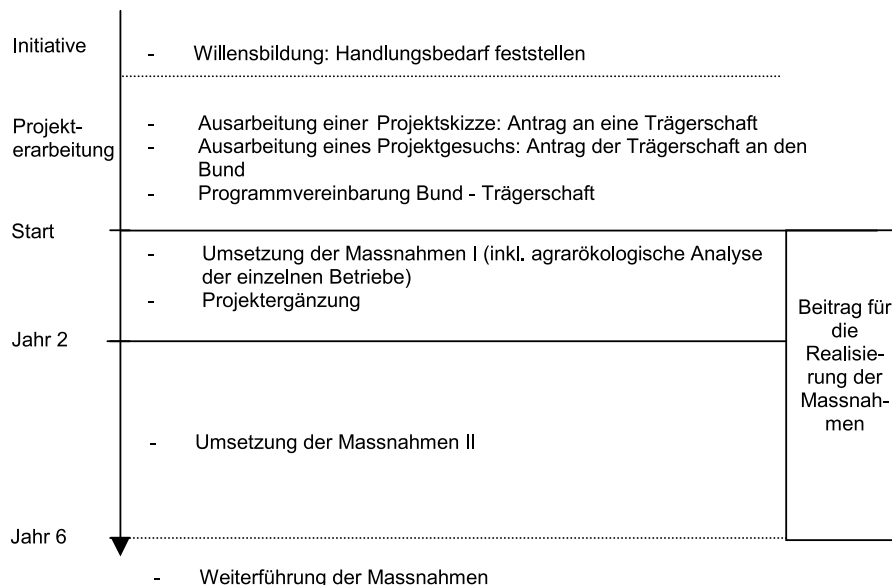 Initiative
- Willensbildung: Handlungsbedarf feststellen
Projekt-
erarbeitung
- Ausarbeitung einer Projektskizze: Antrag an eine Trägerschaft
- Ausarbeitung eines Projektgesuchs: Antrag der Trägerschaft an den
Bund
- Programmvereinbarung Bund - Trägerschaft
Start
- Umsetzung der Massnahmen I (inkl. agrarökologische Analyse
der einzelnen Betriebe)
- Projektergänzung
Jahr 2
Beitrag für
die
Realisie-
rung der
Massnah-
men
- Umsetzung der Massnahmen II
Jahr 6
- Weiterführung der Massnahmen